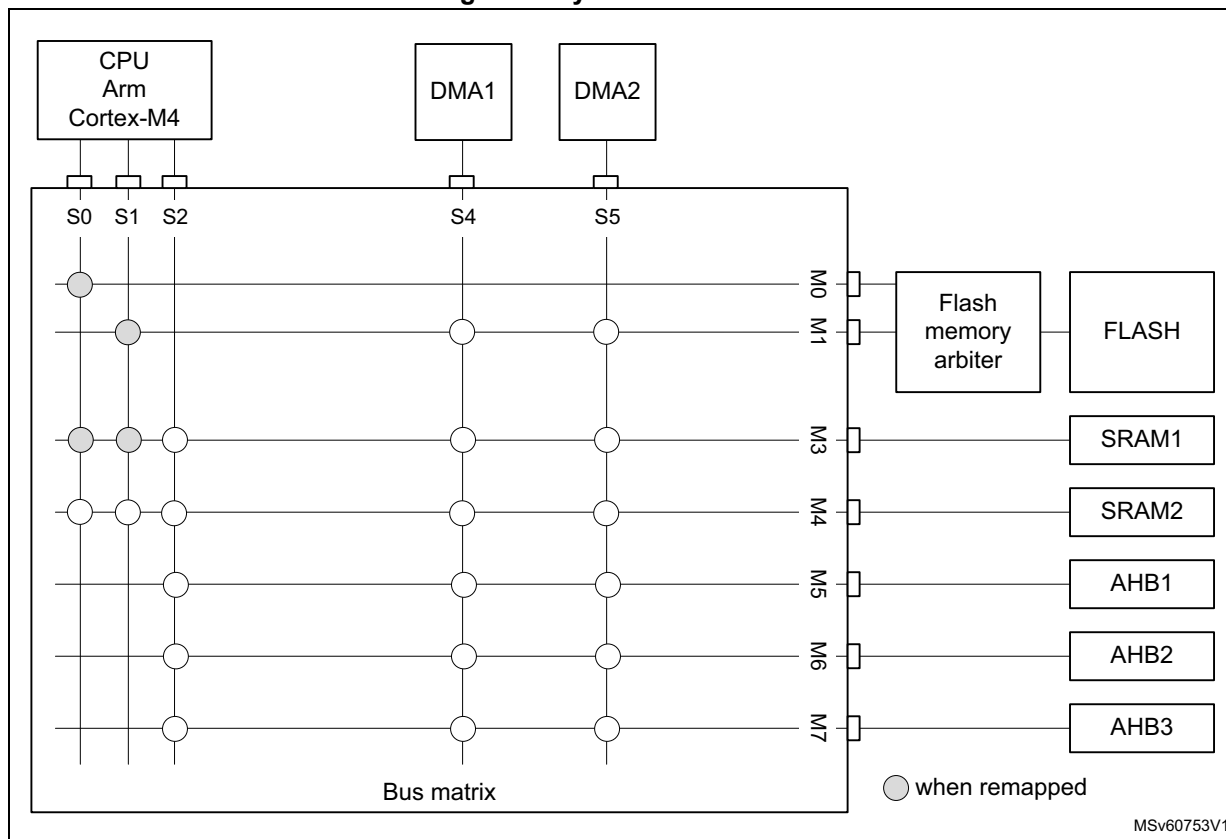 CPU
Arm
Cortex-M4
DMA1
DMA2
S0
S1
S2
S4
S5
M0
Flash
memory
arbiter
FLASH
M1
M3
SRAM1
M4
SRAM2
M5
AHB1
M6
AHB2
M7
AHB3
Bus matrix
when remapped
MSv60753V1